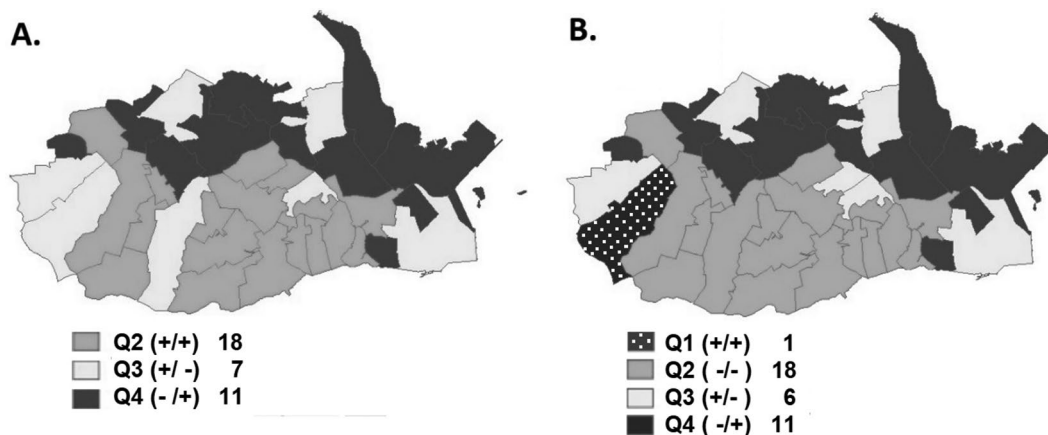 A.
B.
Q2 (+/+) 18
Q3 (+/ -) 7
Q4 (- /+) 11
Q1 (+/+) 1
Q2 ( -/- ) 18
Q3 (+/-) 6
Q4 ( -/+) 11